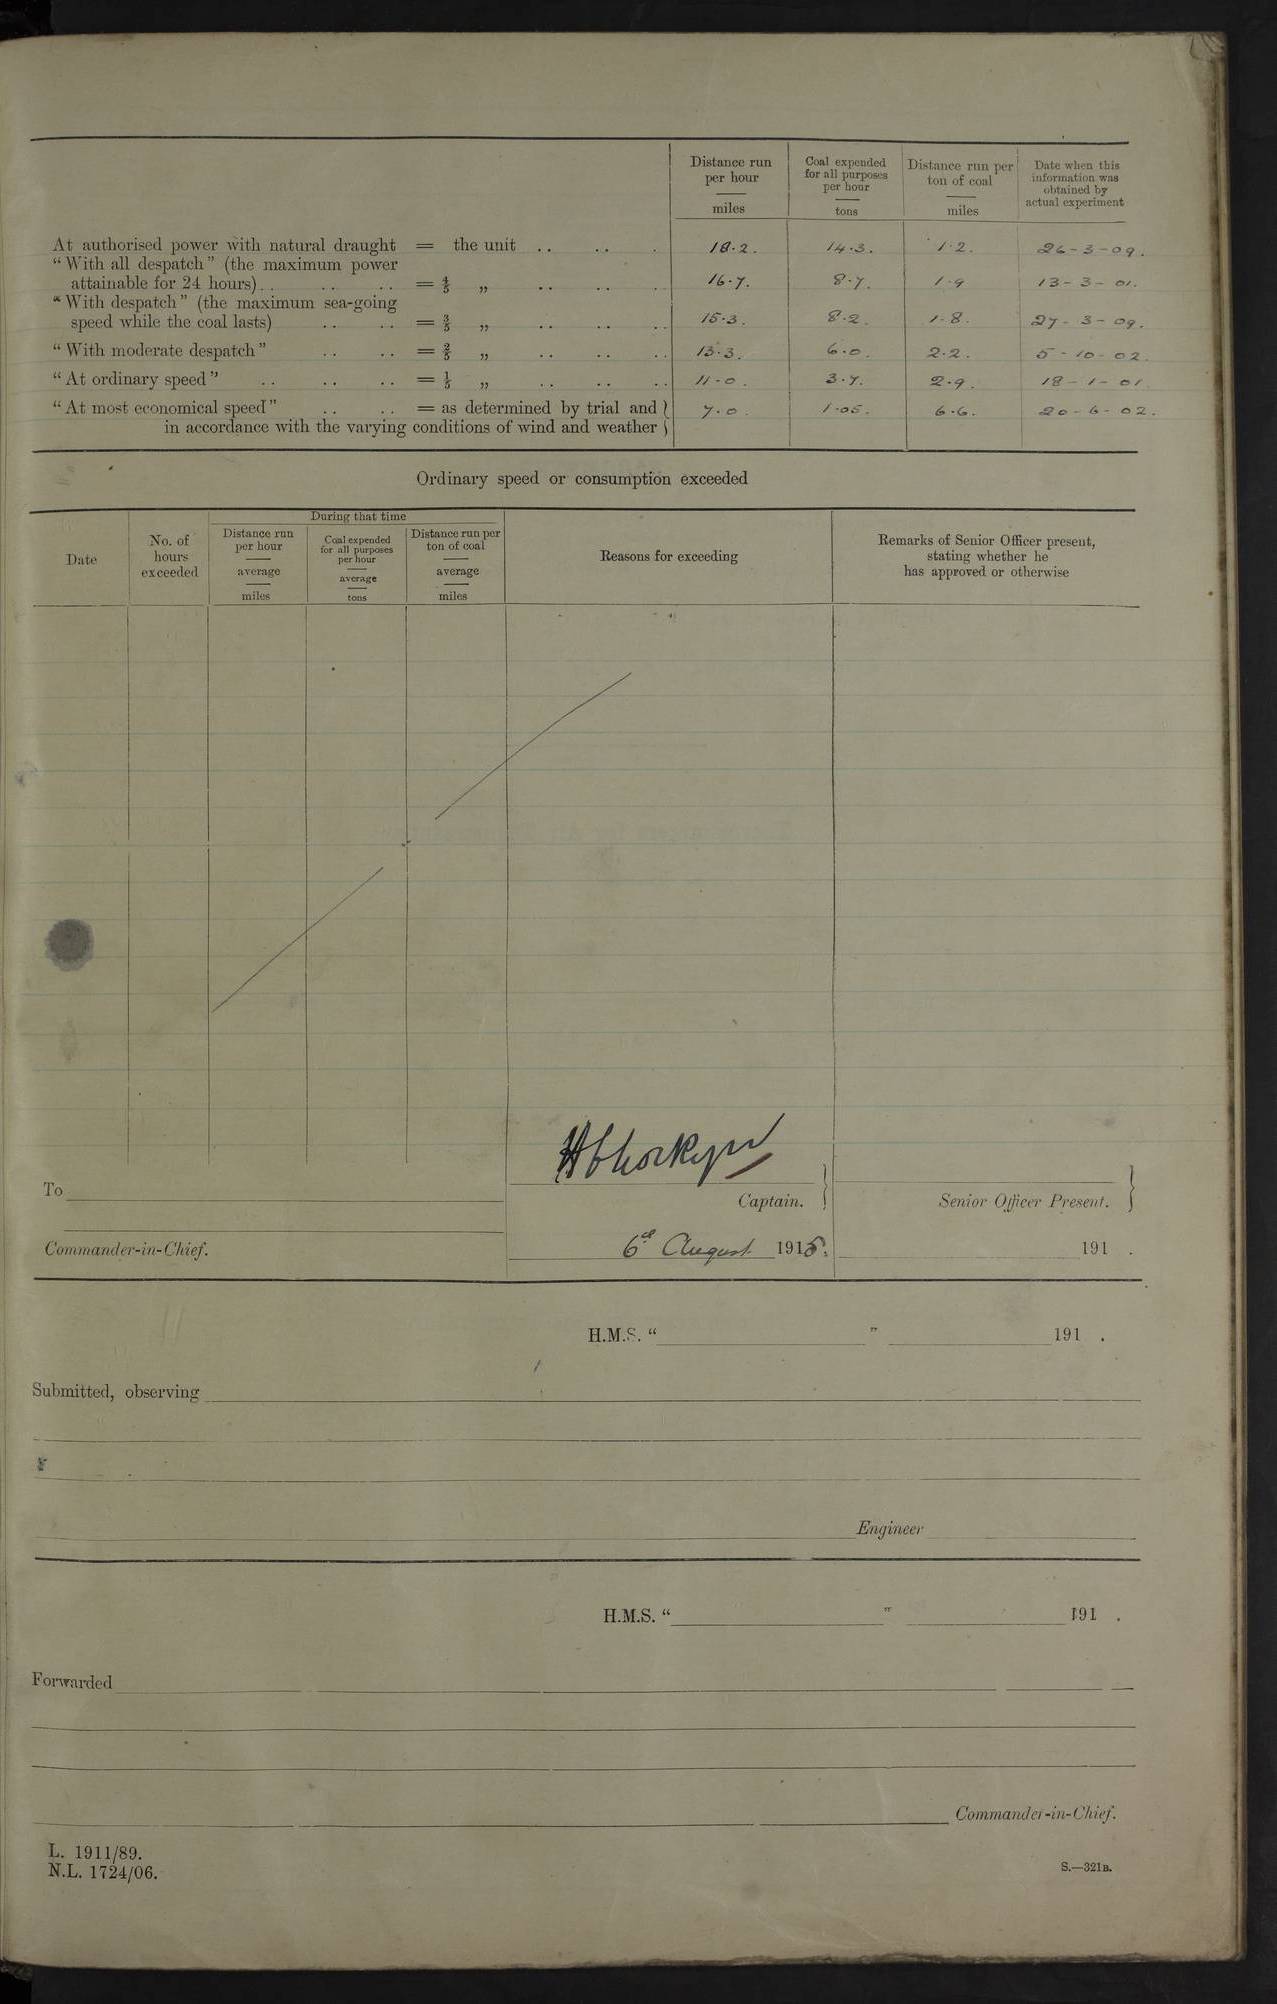 Distance run per hour miles
Coal expended for all purposes per hour tons
Distance run per ton of coal miles
Date when this information was obtained by actual experiment
At authorised power with natural draught = the unit .. .. . 18.2. 14.3. 1.2. 26-3-09.
“With all despatch” (the maximum power
attainable for 24 hours) .. .. .. = 4/5 „ .. .. .. 16.7. 8.7. 1.9 13-3-01.
“With despatch” (the maximum sea-going
speed while the coal lasts) .. .. = 3/5 „ .. .. .. 15.3. 8.2. 1.8. 27-3-09.
“With moderate despatch” .. .. = 2/5 „ .. .. .. 13.3. 6.0. 2.2. 5-10-02.
“At ordinary speed” .. .. .. = 1/5 „ .. .. .. 11.0. 3.7. 2.9. 18-1-01.
“At most economical speed” .. .. = as determined by trial and } 7.0. 1.05. 6.6. 20-6-02.
in accordance with the varying conditions of wind and weather }
Ordinary speed or consumption exceeded
Date
No. of hours exceeded
During that time
Distance run per hour average miles
Coal expended for all purposes per hour average tons
Distance run per ton of coal average miles
Reasons for exceeding
Remarks of Senior Officer present,
stating whether he
has approved or otherwise
To
Captain. }
Senior Officer Present. }
Commander-in-Chief.
6th August 1915.
191 .
H.M.S. “ ” 191 .
Submitted, observing
Engineer
H.M.S. “ ” 191 .
Forwarded
Commander-in-Chief.
L. 1911/89.
N.L. 1724/06.
S.—321B.